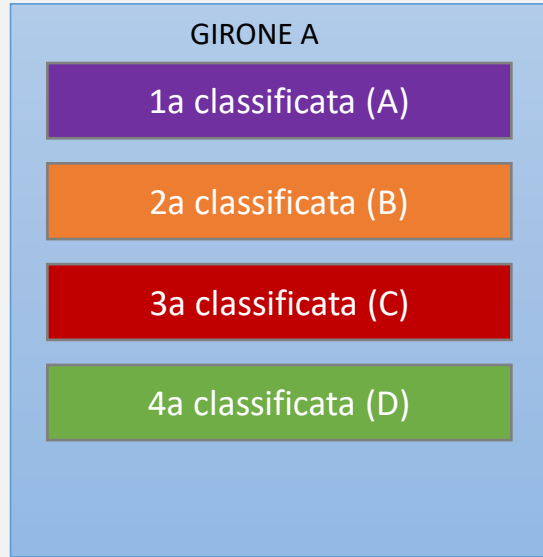 GIRONE A
1a classificata (A)
2a classificata (B)
3a classificata (C)
4a classificata (D)